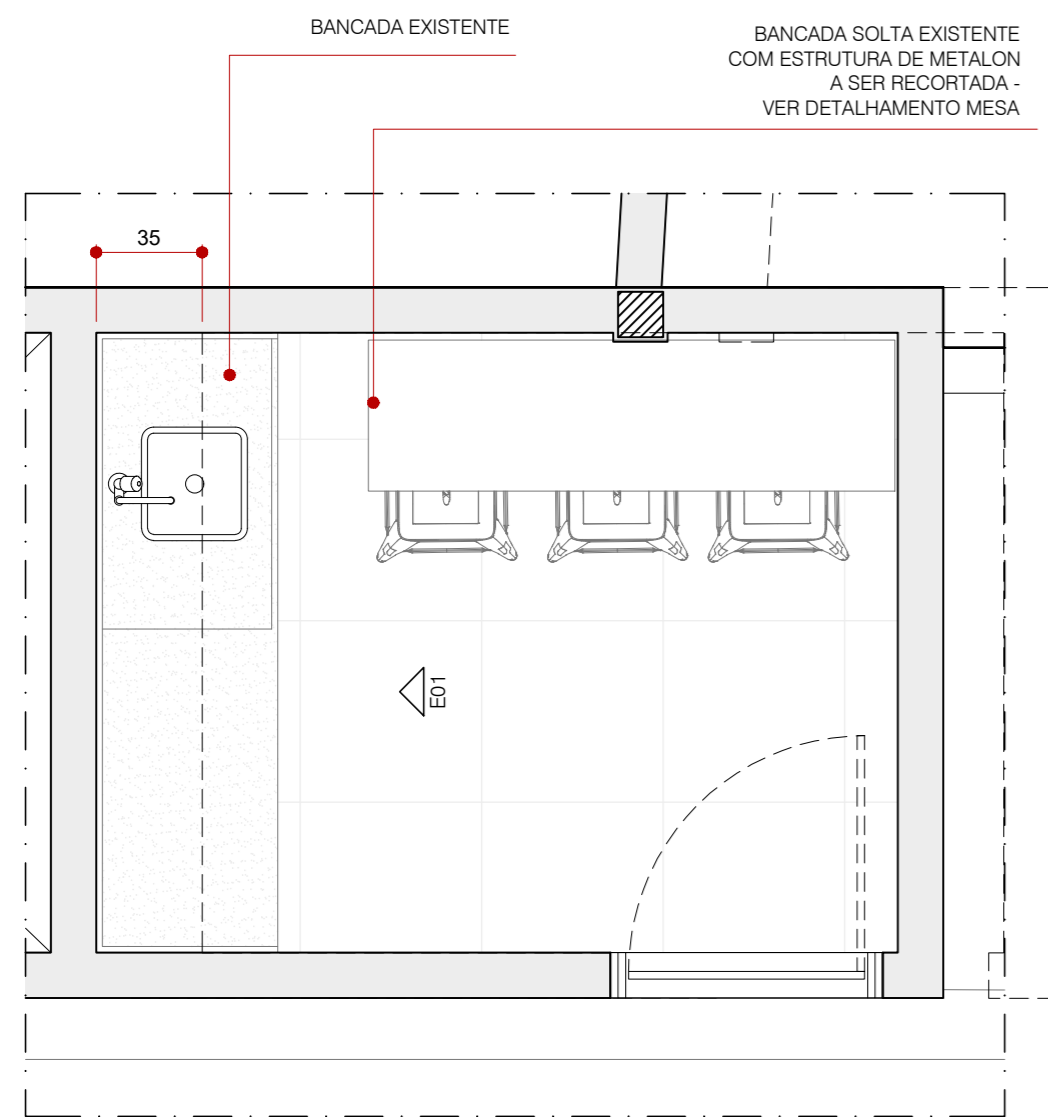 BANCADA EXISTENTE
BANCADA SOLTA EXISTENTE
COM ESTRUTURA DE METALON
A SER RECORTADA -
VER DETALHAMENTO MESA
35
E01